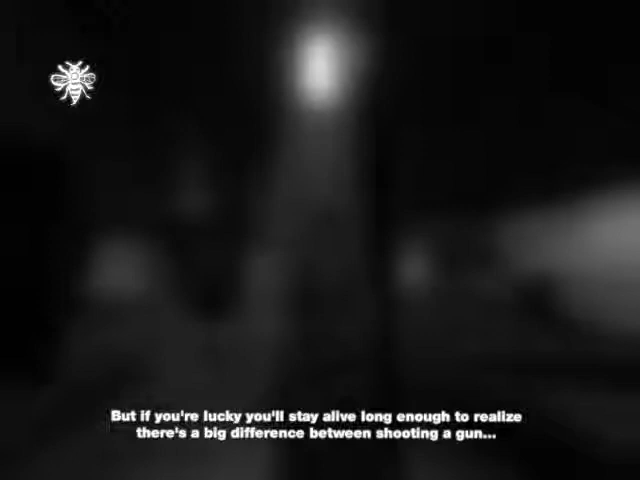 But if you're lucky you'll stay alive long enough to realize
there's a big difference between shooting a gun...